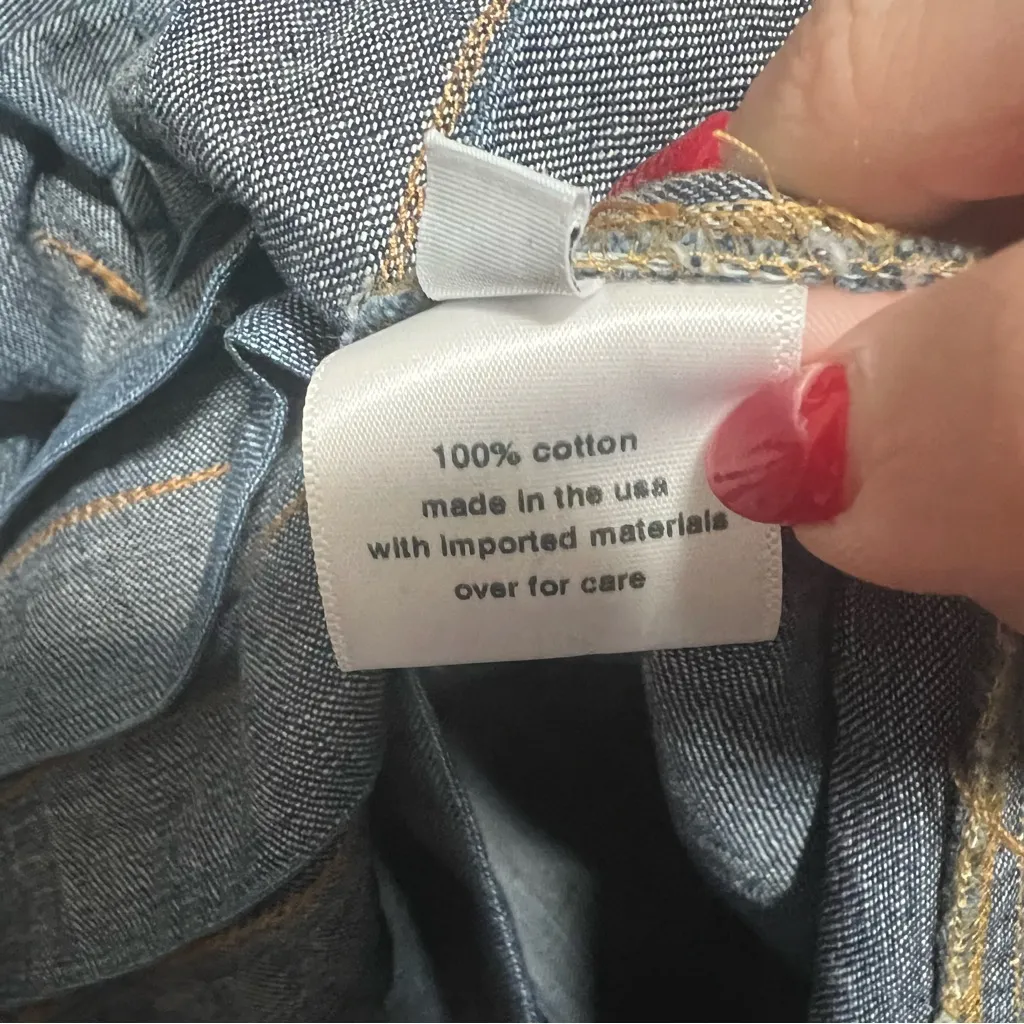 100% cotton
made in the usa
with imported materials
over for care